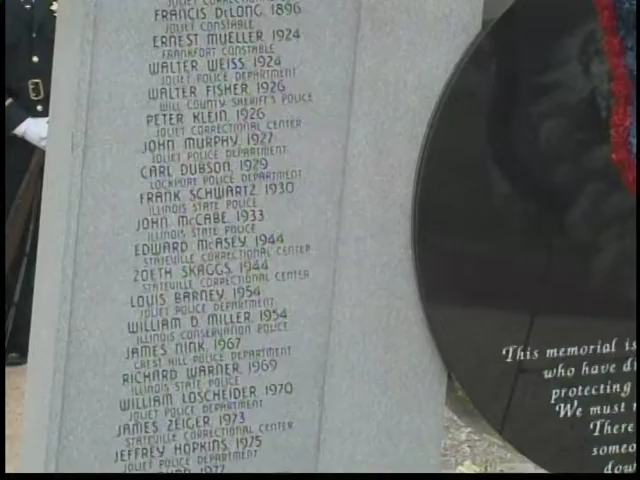 JOLIET CORRECTIONAL
FRANCIS DeLONG, 1896
JOLIET CONSTABLE
ERNEST MUELLER, 1924
FRANKFORT CONSTABLE
WALTER WEISS, 1924
JOLIET POLICE DEPARTMENT
WALTER FISHER, 1926
WILL COUNTY SHERIFF'S POLICE
PETER KLEIN, 1926
JOLIET CORRECTIONAL CENTER
JOHN MURPHY, 1927
JOLIET POLICE DEPARTMENT
CARL DUBSON, 1929
LOCKPORT POLICE DEPARTMENT
FRANK SCHWARTZ, 1930
ILLINOIS STATE POLICE
JOHN McCABE, 1933
ILLINOIS STATE POLICE
EDWARD McASEY, 1944
STATEVILLE CORRECTIONAL CENTER
ZOETH SKAGGS, 1944
STATEVILLE CORRECTIONAL CENTER
LOUIS BARNEY, 1954
JOLIET POLICE DEPARTMENT
WILLIAM D. MILLER, 1954
ILLINOIS CONSERVATION POLICE
JAMES NINK, 1967
CREST HILL POLICE DEPARTMENT
RICHARD WARNER, 1969
ILLINOIS STATE POLICE
WILLIAM LOSCHEIDER, 1970
JOLIET POLICE DEPARTMENT
JAMES ZEIGER, 1973
STATEVILLE CORRECTIONAL CENTER
JEFFREY HOPKINS, 1975
JOLIET POLICE DEPARTMENT
1977
This memorial is
who have d
protecting
We must
There
someo
dow